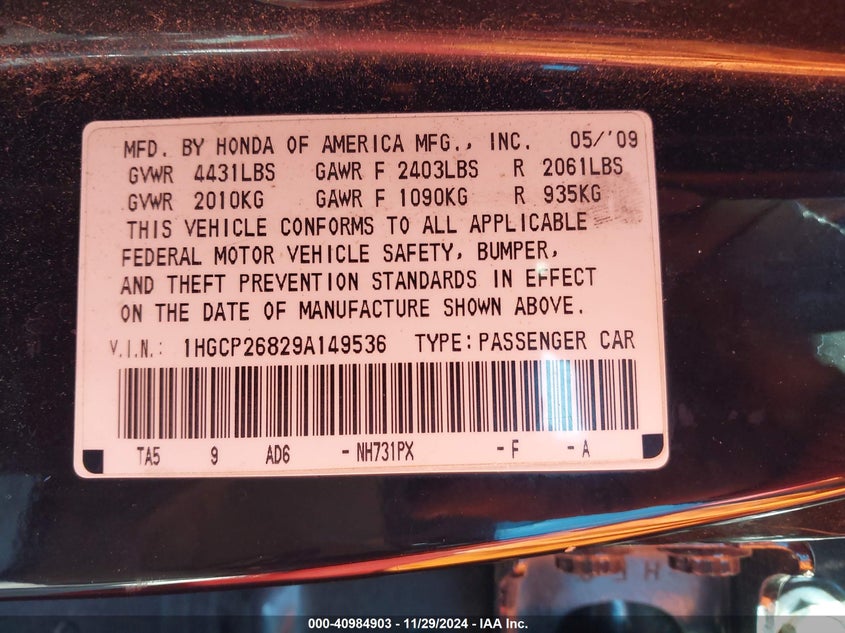 MFD. BY HONDA OF AMERICA MFG., INC. 05/'09
GVWR 4431LBS GAWR F 2403LBS R 2061LBS
GVWR 2010KG GAWR F 1090KG R 935KG
THIS VEHICLE CONFORMS TO ALL APPLICABLE
FEDERAL MOTOR VEHICLE SAFETY, BUMPER,
AND THEFT PREVENTION STANDARDS IN EFFECT
ON THE DATE OF MANUFACTURE SHOWN ABOVE.
V.I.N.: 1HGCP26829A149536 TYPE: PASSENGER CAR
TA5 9 AD6 - NH731PX - F - A
000-40984903 - 11/29/2024 - IAA Inc.